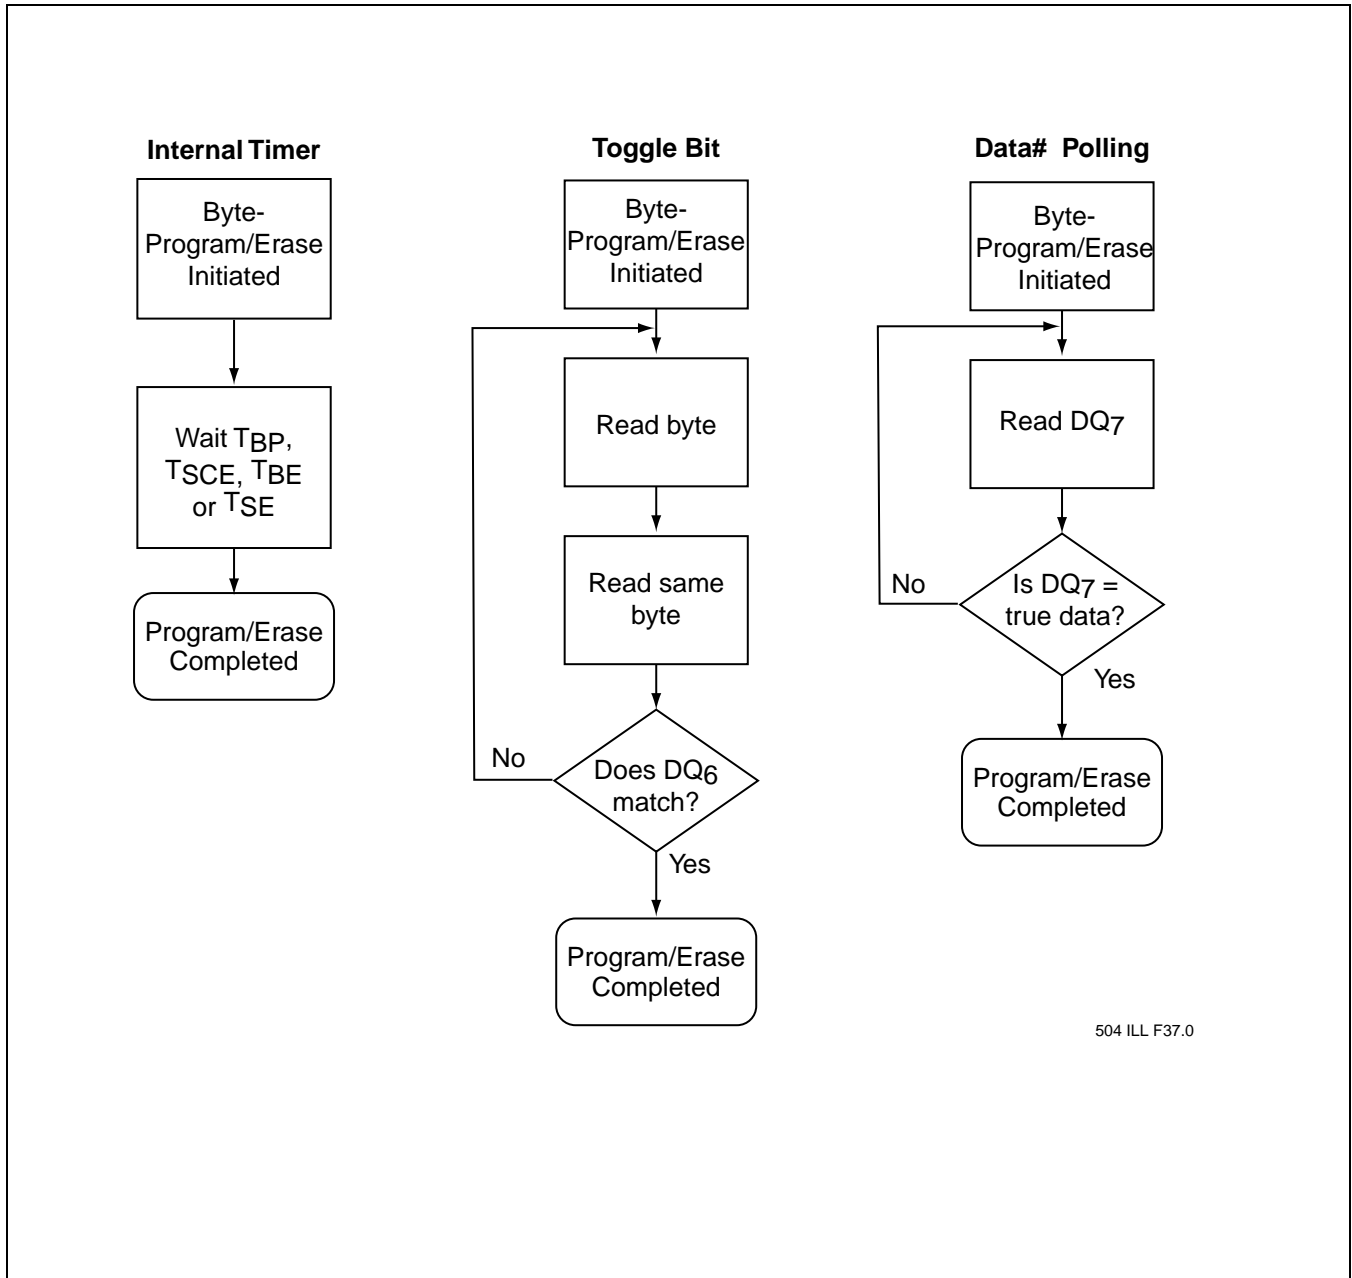 Internal Timer
Byte-
Program/Erase
Initiated
Wait TBP,
TSCE, TBE
or TSE
Program/Erase
Completed
Toggle Bit
Byte-
Program/Erase
Initiated
Read byte
Read same
byte
No
Does DQ6
match?
Yes
Program/Erase
Completed
Data# Polling
Byte-
Program/Erase
Initiated
Read DQ7
No
Is DQ7 =
true data?
Yes
Program/Erase
Completed
504 ILL F37.0